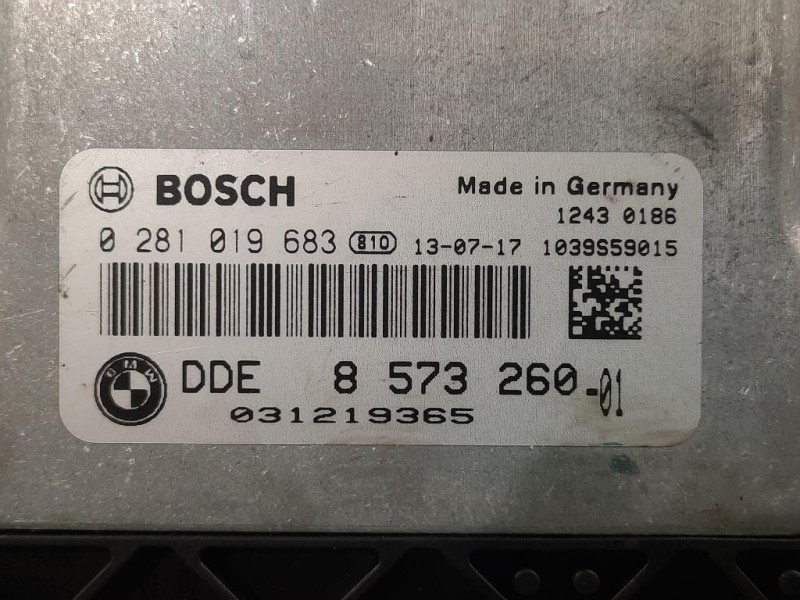 BOSCH
Made in Germany
1243 0186
0 281 019 683 810 13-07-17 1039S59015
BMW DDE 8 573 260-01
031219365